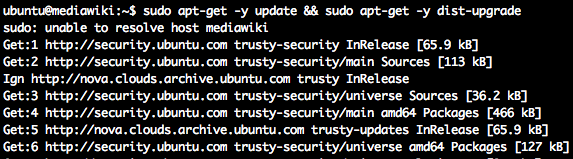 ubuntu@mediawiki:~$ sudo apt-get -y update && sudo apt-get -y dist-upgrade
sudo: unable to resolve host mediawiki
Get:1 http://security.ubuntu.com trusty-security InRelease [65.9 kB]
Get:2 http://security.ubuntu.com trusty-security/main Sources [113 kB]
Ign http://nova.clouds.archive.ubuntu.com trusty InRelease
Get:3 http://security.ubuntu.com trusty-security/universe Sources [36.2 kB]
Get:4 http://security.ubuntu.com trusty-security/main amd64 Packages [466 kB]
Get:5 http://nova.clouds.archive.ubuntu.com trusty-updates InRelease [65.9 kB]
Get:6 http://security.ubuntu.com trusty-security/universe amd64 Packages [127 kB]